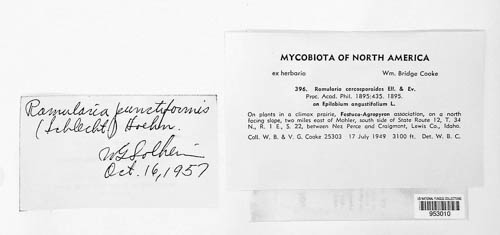 Ramularia punctiformis
(Schlecht.) Hoehn.
WGSolheim
Oct. 16, 1957
MYCOBIOTA OF NORTH AMERICA
ex herbaria Wm. Bridge Cooke
396. Ramularia cercosporoides Ell. & Ev.
Proc. Acad. Phil. 1895:435. 1895.
on Epilobium angustifolium L.
On plants in a climax prairie, Festuca-Agropyron association, on a north
facing slope, two miles east of Mohler, south side of State Route 12, T. 34
N., R. 1 E., S. 22, between Nez Perce and Craigmont, Lewis Co., Idaho.
Coll. W. B. & V. G. Cooke 25303 17 July 1949 3100 ft. Det. W. B. C.
US NATIONAL FUNGUS COLLECTIONS
953010